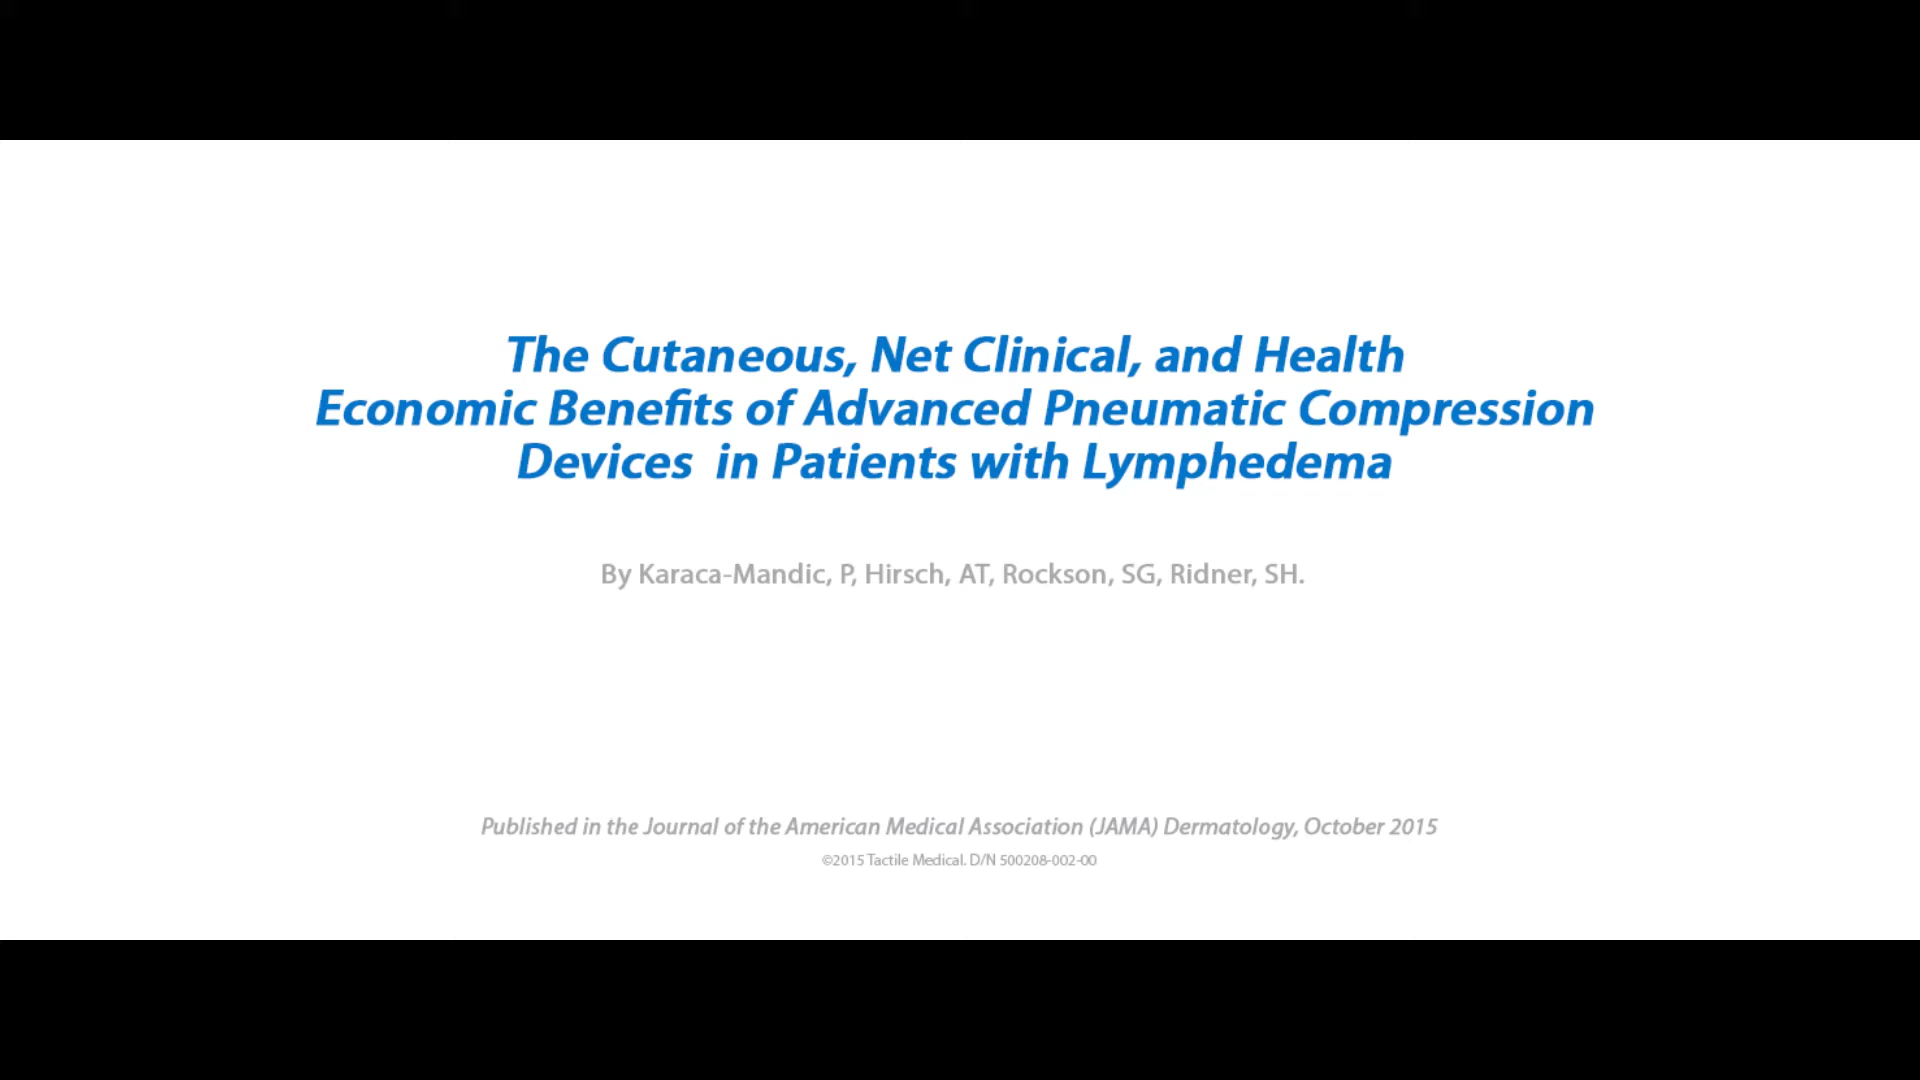 The Cutaneous, Net Clinical, and Health
Economic Benefits of Advanced Pneumatic Compression
Devices in Patients with Lymphedema
By Karaca-Mandic, P, Hirsch, AT, Rockson, SG, Ridner, SH.
Published in the Journal of the American Medical Association (JAMA) Dermatology, October 2015
©2015 Tactile Medical. D/N 500208-002-00